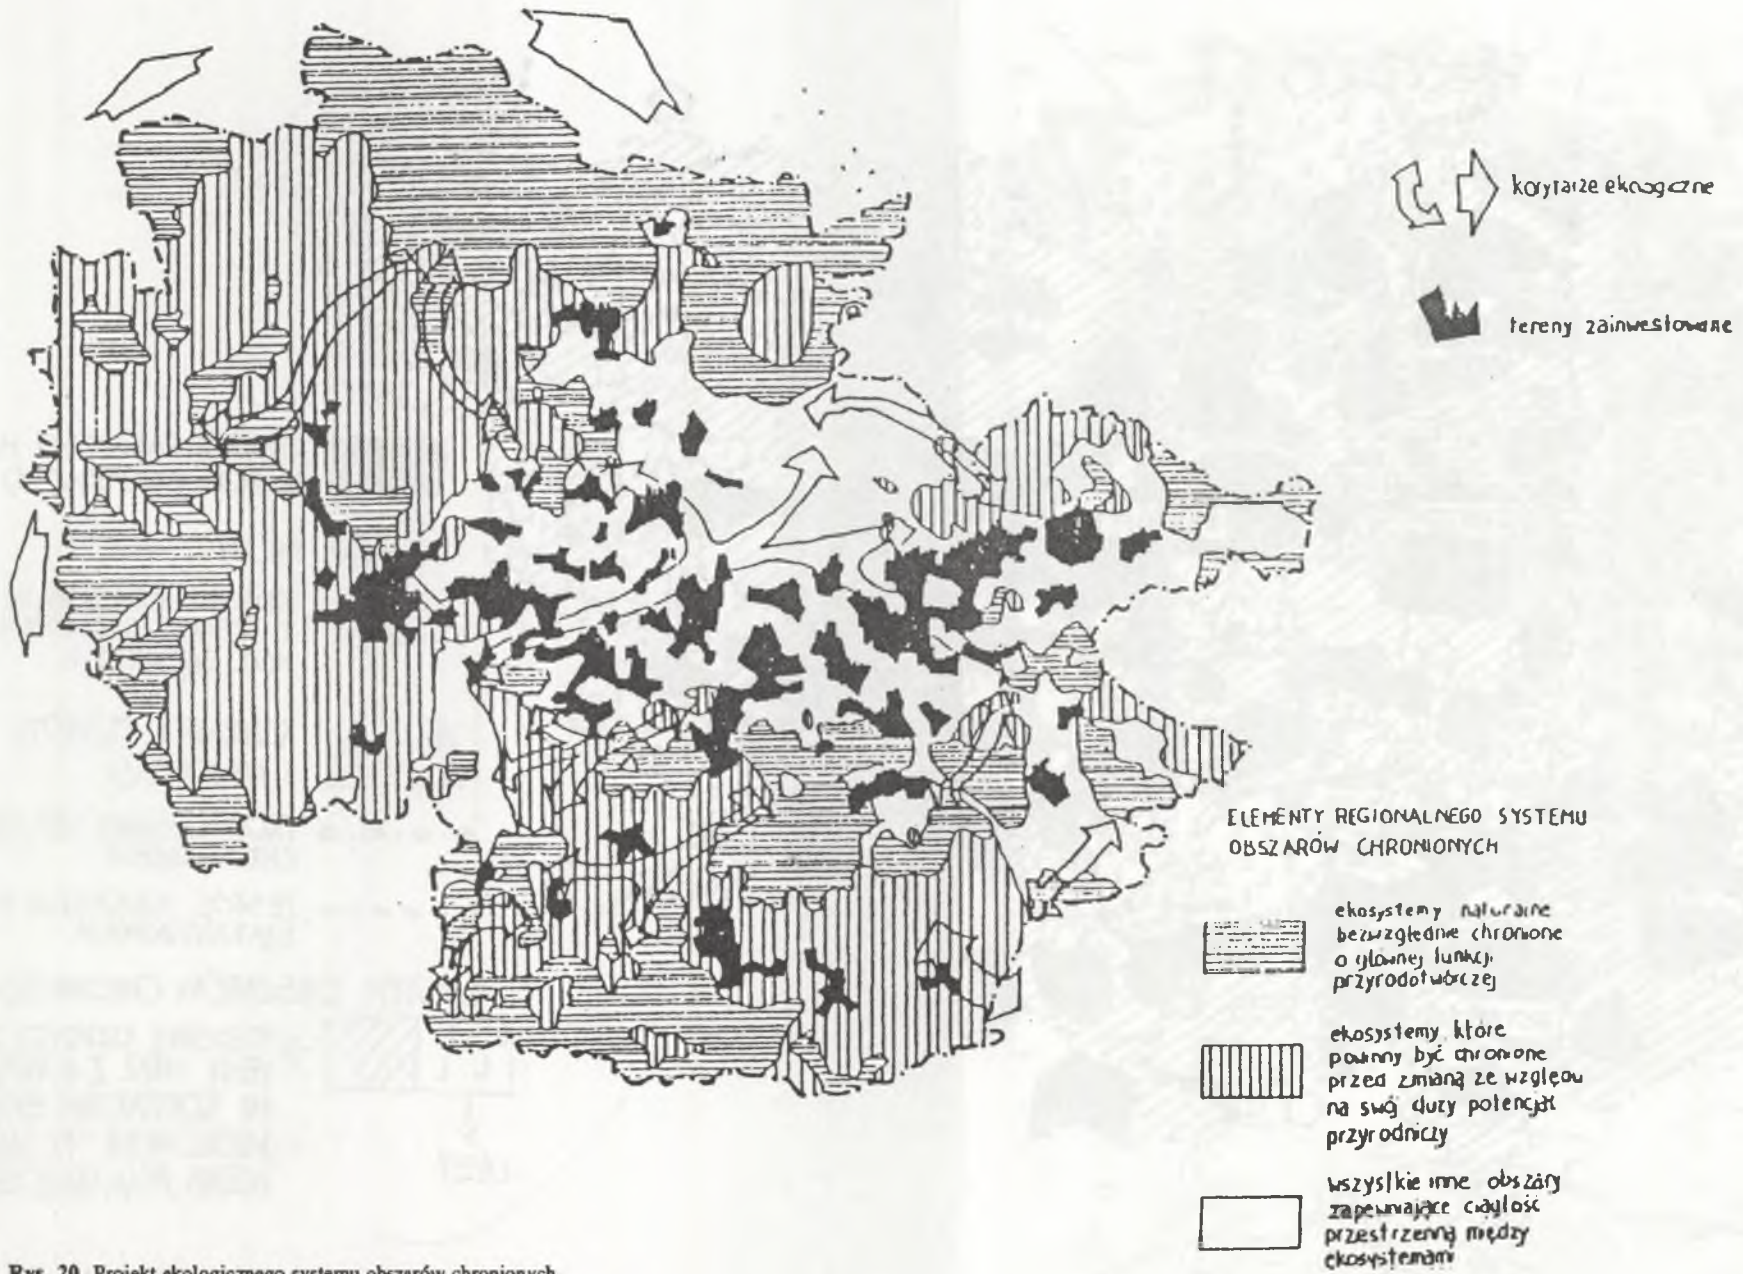 korytarze ekologiczne
tereny zainwestowane
ELEMENTY REGIONALNEGO SYSTEMU
OBSZARÓW CHRONIONYCH
ekosystemy naturalne
bezwzględnie chronione
o głównej funkcji
przyrodotwórczej
ekosystemy, które
powinny być chronione
przed zmianą ze względu
na swój duży potencjał
przyrodniczy
wszystkie inne obszary
zapewniające ciągłość
przestrzenną między
ekosystemami
Rys. 20. Projekt ekologicznego systemu obszarów chronionych